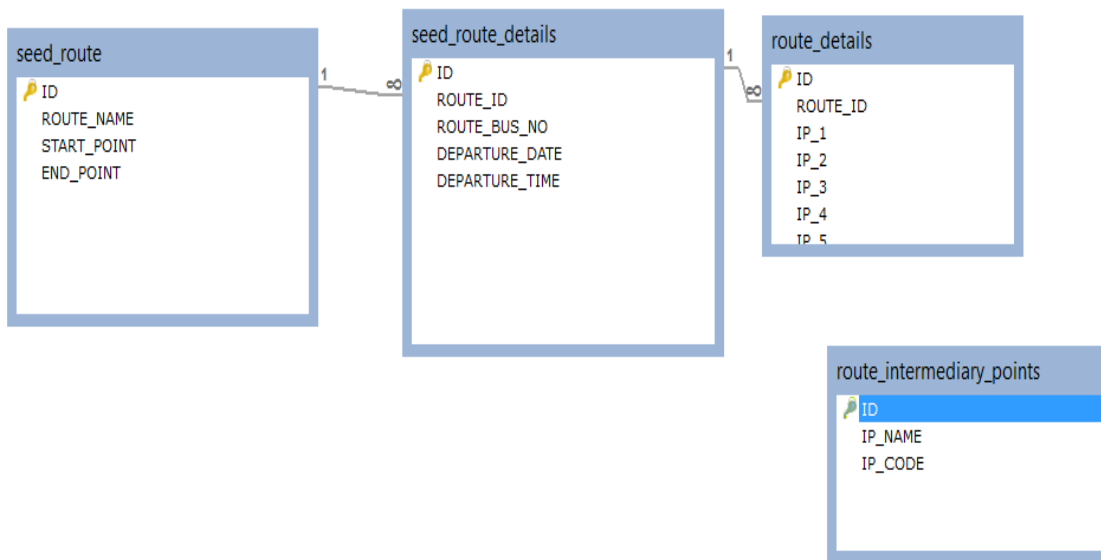 seed_route
ID
ROUTE_NAME
START_POINT
END_POINT
1
∞
seed_route_details
ID
ROUTE_ID
ROUTE_BUS_NO
DEPARTURE_DATE
DEPARTURE_TIME
1
∞
route_details
ID
ROUTE_ID
IP_1
IP_2
IP_3
IP_4
IP_5
route_intermediary_points
ID
IP_NAME
IP_CODE